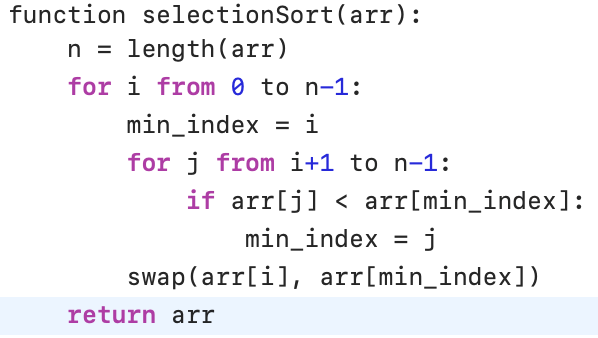 function selectionSort(arr):
    n = length(arr)
    for i from 0 to n-1:
        min_index = i
        for j from i+1 to n-1:
            if arr[j] < arr[min_index]:
                min_index = j
        swap(arr[i], arr[min_index])
    return arr